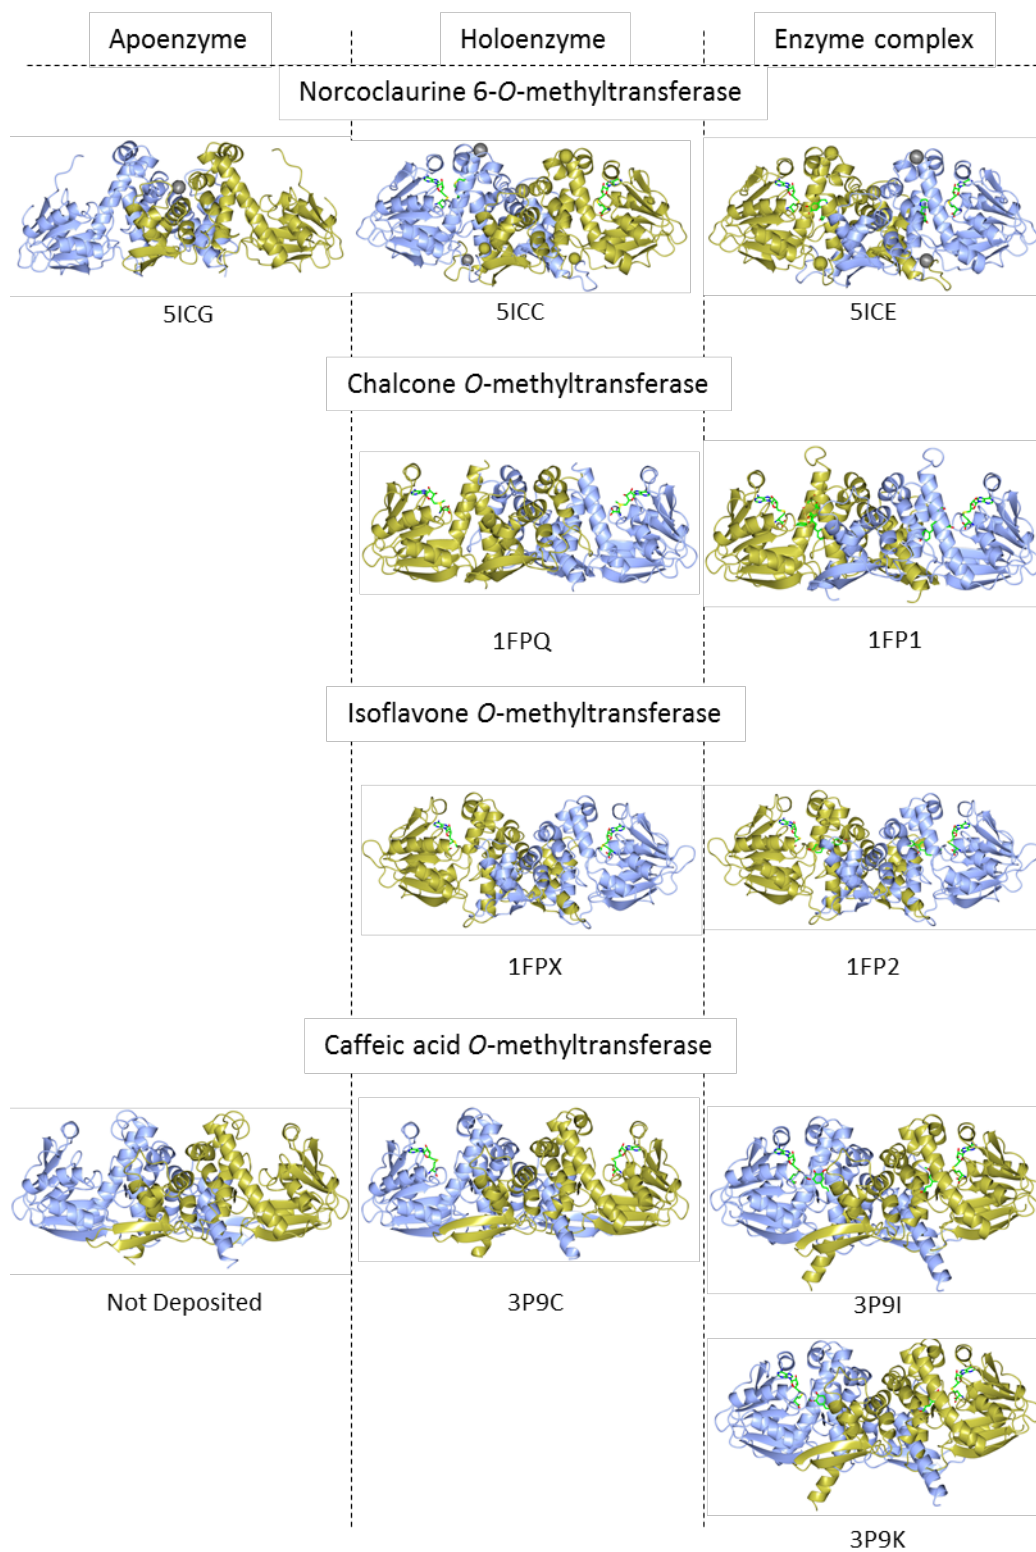 Apoenzyme
Holoenzyme
Enzyme complex
Norcoclaurine 6-O-methyltransferase
5ICG
5ICC
5ICE
Chalcone O-methyltransferase
1FPQ
1FP1
Isoflavone O-methyltransferase
1FPX
1FP2
Caffeic acid O-methyltransferase
Not Deposited
3P9C
3P9I
3P9K